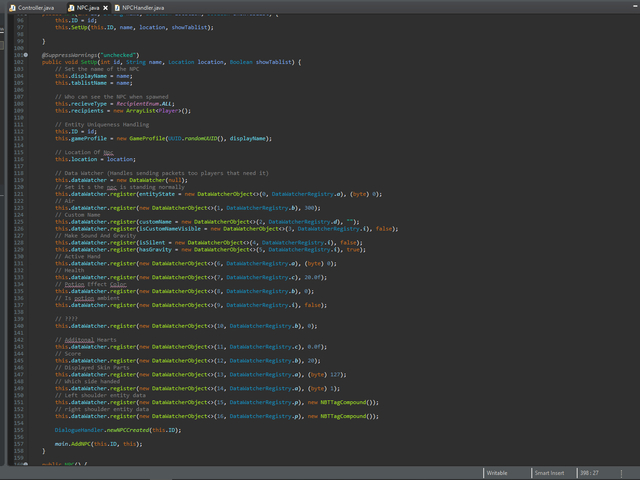 Controller.java NPC.java NPCHandler.java
96 this.ID = id;
97 this.SetUp(this.ID, name, location, showTablist);
98
99 }
100
101 @SuppressWarnings("unchecked")
102 public void SetUp(int id, String name, Location location, Boolean showTablist) {
103 // Set the name of the NPC
104 this.displayName = name;
105 this.tablistName = name;
106
107 // Who can see the NPC when spawned
108 this.recieveType = RecipientEnum.ALL;
109 this.recipients = new ArrayList<Player>();
110
111 // Entity Uniqueness Handling
112 this.ID = id;
113 this.gameProfile = new GameProfile(UUID.randomUUID(), displayName);
114
115 // Location Of Npc
116 this.location = location;
117
118 // Data Watcher (Handles sending packets too players that need it)
119 this.dataWatcher = new DataWatcher(null);
120 // Set it s the npc is standing normally
121 this.dataWatcher.register(entityState = new DataWatcherObject<>(0, DataWatcherRegistry.a), (byte) 0);
122 // Air
123 this.dataWatcher.register(new DataWatcherObject<>(1, DataWatcherRegistry.b), 300);
124 // Custom Name
125 this.dataWatcher.register(customName = new DataWatcherObject<>(2, DataWatcherRegistry.d), "");
126 this.dataWatcher.register(isCustomNameVisible = new DataWatcherObject<>(3, DataWatcherRegistry.i), false);
127 // Make Sound And Gravity
128 this.dataWatcher.register(isSilent = new DataWatcherObject<>(4, DataWatcherRegistry.i), false);
129 this.dataWatcher.register(hasGravity = new DataWatcherObject<>(5, DataWatcherRegistry.i), true);
130 // Active Hand
131 this.dataWatcher.register(new DataWatcherObject<>(6, DataWatcherRegistry.a), (byte) 0);
132 // Health
133 this.dataWatcher.register(new DataWatcherObject<>(7, DataWatcherRegistry.c), 20.0f);
134 // Potion Effect Color
135 this.dataWatcher.register(new DataWatcherObject<>(8, DataWatcherRegistry.b), 0);
136 // Is potion ambient
137 this.dataWatcher.register(new DataWatcherObject<>(9, DataWatcherRegistry.i), false);
138
139 // ????
140 this.dataWatcher.register(new DataWatcherObject<>(10, DataWatcherRegistry.b), 0);
141
142 // Additonal Hearts
143 this.dataWatcher.register(new DataWatcherObject<>(11, DataWatcherRegistry.c), 0.0f);
144 // Score
145 this.dataWatcher.register(new DataWatcherObject<>(12, DataWatcherRegistry.b), 20);
146 // Displayed Skin Parts
147 this.dataWatcher.register(new DataWatcherObject<>(13, DataWatcherRegistry.a), (byte) 127);
148 // Which side handed
149 this.dataWatcher.register(new DataWatcherObject<>(14, DataWatcherRegistry.a), (byte) 1);
150 // Left shoulder entity data
151 this.dataWatcher.register(new DataWatcherObject<>(15, DataWatcherRegistry.p), new NBTTagCompound());
152 // right shoulder entity data
153 this.dataWatcher.register(new DataWatcherObject<>(16, DataWatcherRegistry.p), new NBTTagCompound());
154
155 DialogueHandler.newNPCCreated(this.ID);
156
157 main.AddNPC(this.ID, this);
158 }
159
public NPC() {
Writable Smart Insert 398 : 27